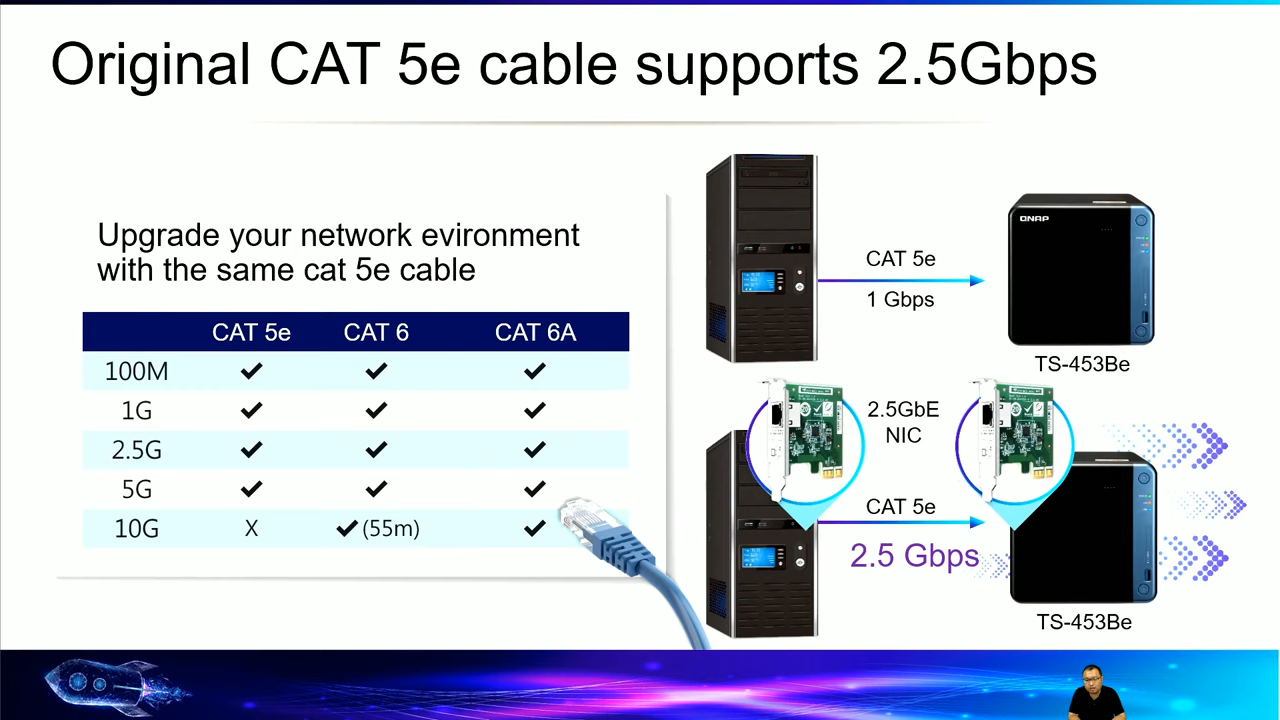 Original CAT 5e cable supports 2.5Gbps
Upgrade your network evironment
with the same cat 5e cable
CAT 5e CAT 6 CAT 6A
100M ✔ ✔ ✔
1G ✔ ✔ ✔
2.5G ✔ ✔ ✔
5G ✔ ✔ ✔
10G X ✔ (55m) ✔
CAT 5e
1 Gbps
QNAP
TS-453Be
2.5GbE
NIC
CAT 5e
2.5 Gbps
TS-453Be